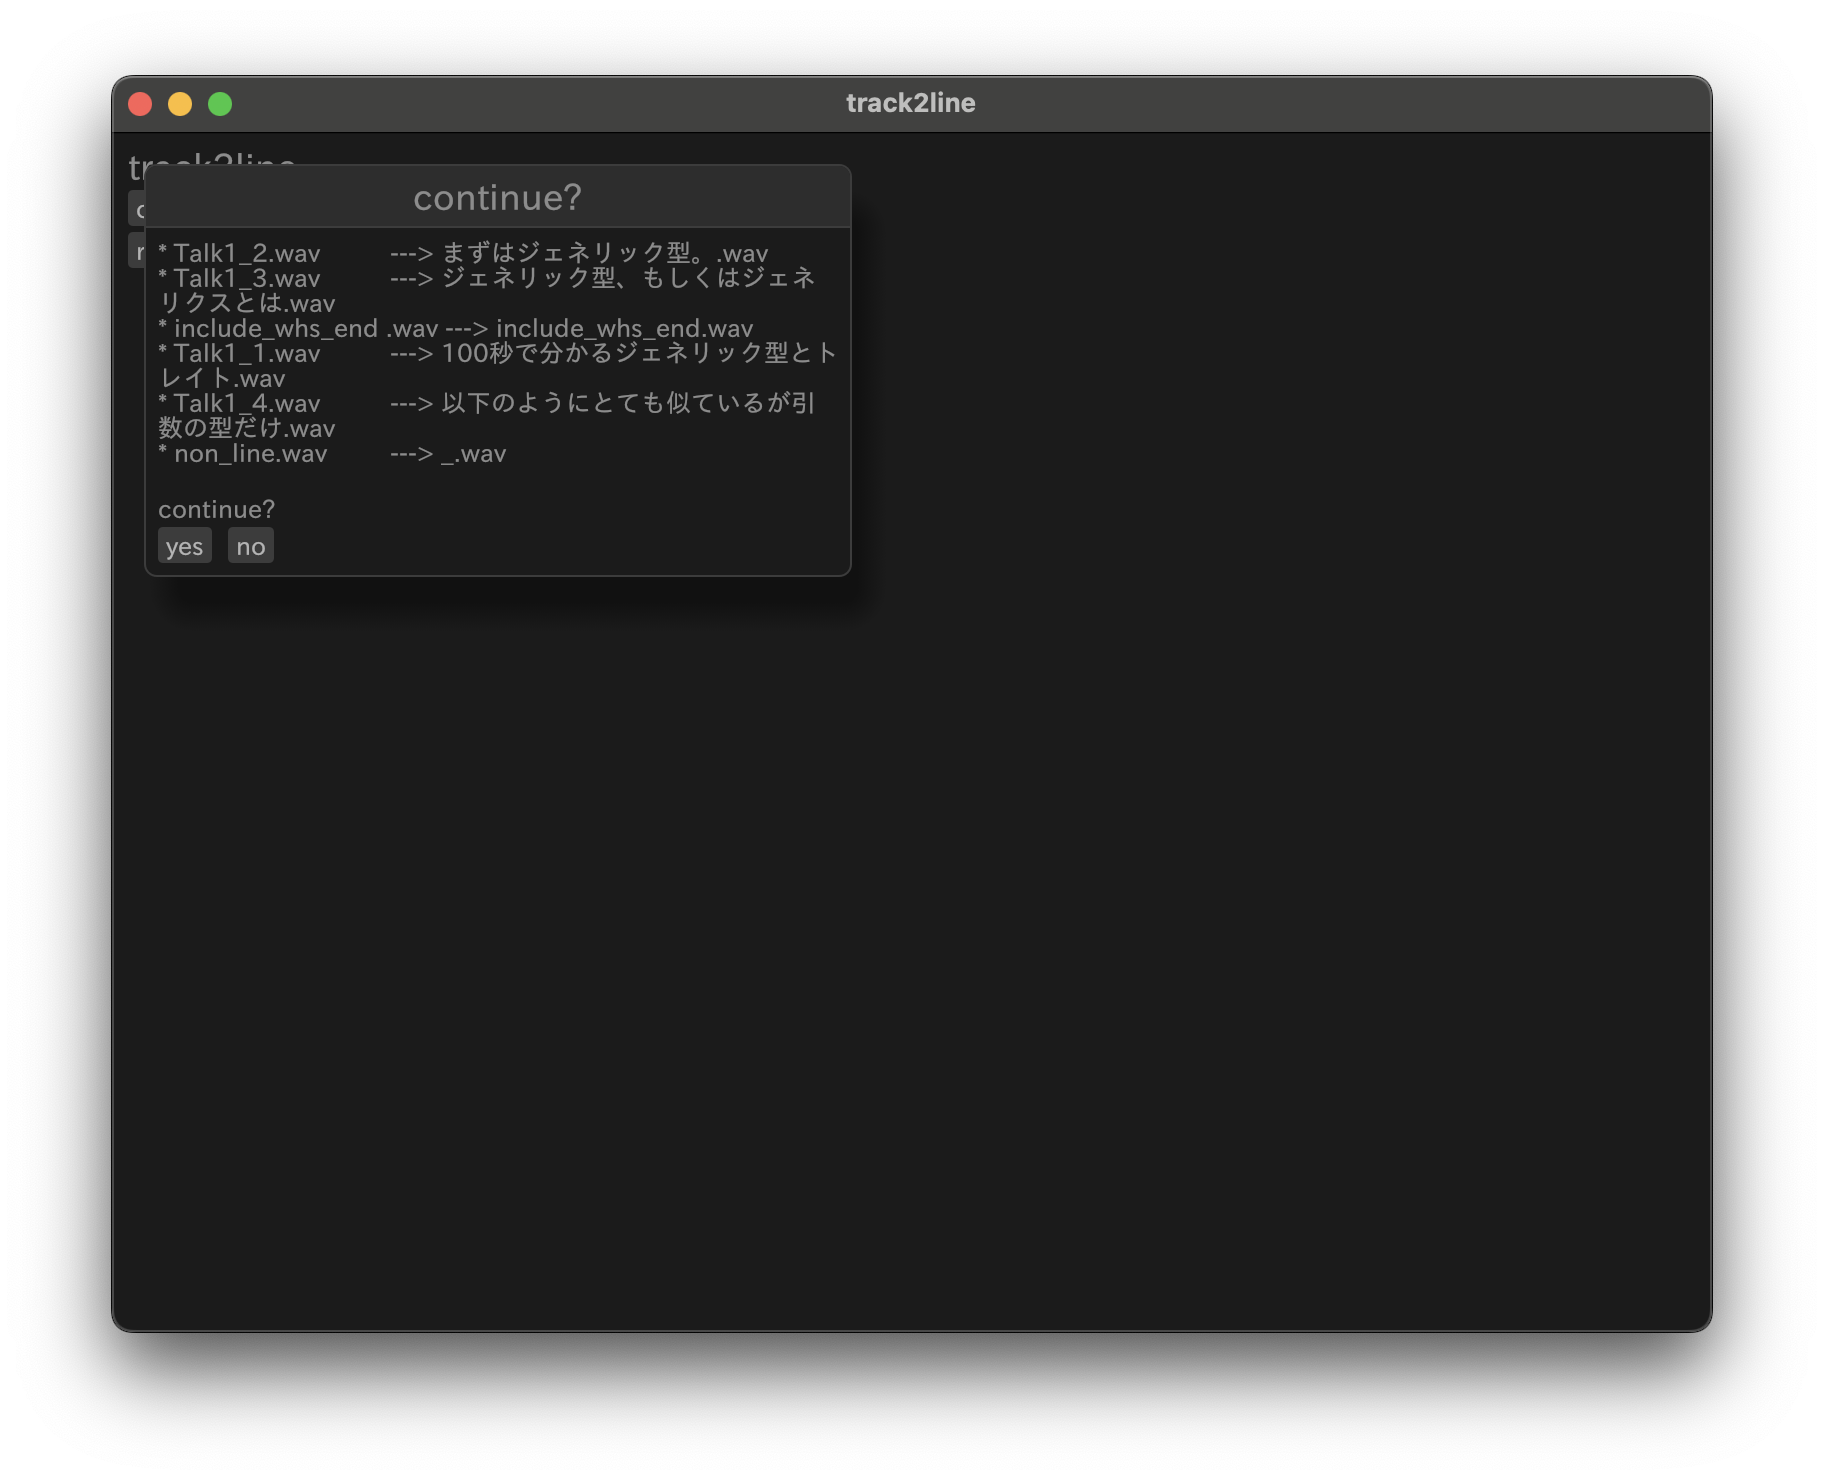 track2line
track2line
continue?
* Talk1_2.wav ---> まずはジェネリック型。.wav
* Talk1_3.wav ---> ジェネリック型、もしくはジェネ
リクスとは.wav
* include_whs_end .wav ---> include_whs_end.wav
* Talk1_1.wav ---> 100秒で分かるジェネリック型とト
レイト.wav
* Talk1_4.wav ---> 以下のようにとても似ているが引
数の型だけ.wav
* non_line.wav ---> _.wav
continue?
yes no